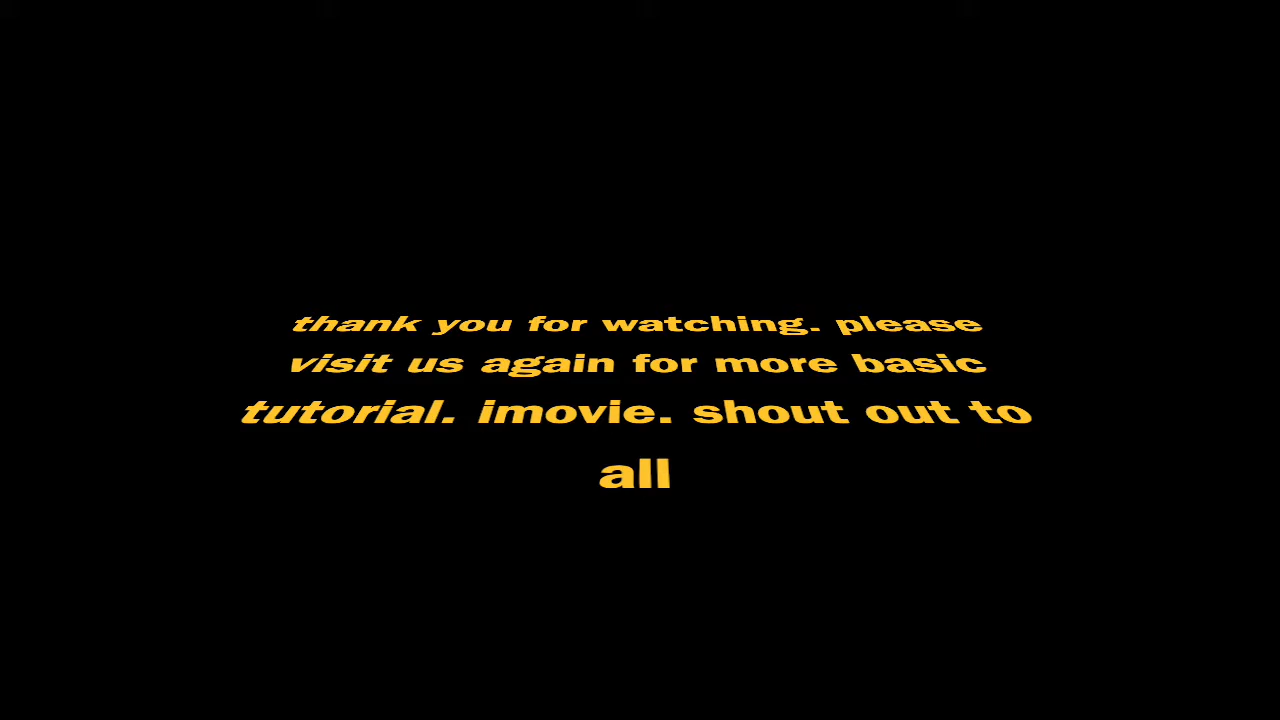 thank you for watching. please
visit us again for more basic
tutorial. imovie. shout out to
all